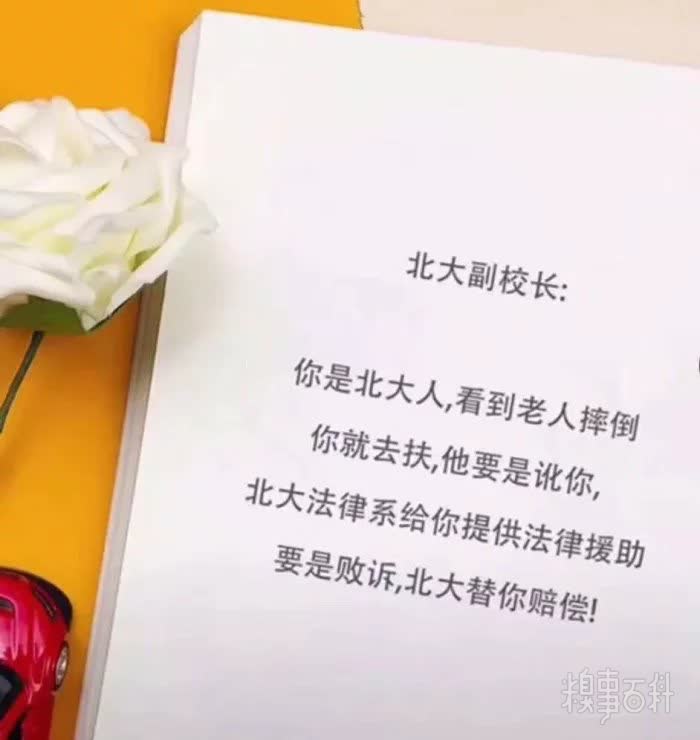 北大副校长:
你是北大人,看到老人摔倒
你就去扶,他要是讹你,
北大法律系给你提供法律援助
要是败诉,北大替你赔偿!
糗事百科